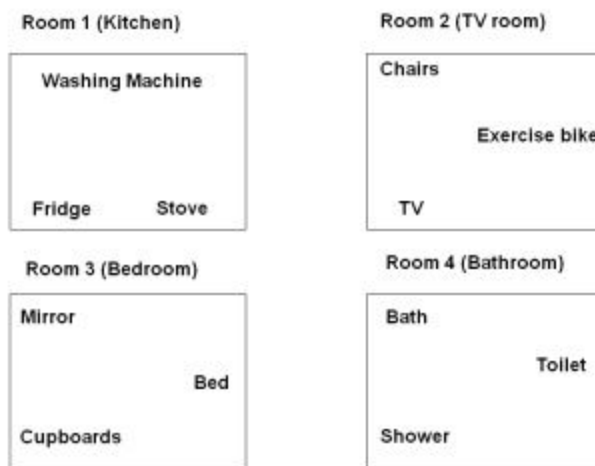 Room 1 (Kitchen)
Washing Machine
Fridge Stove
Room 2 (TV room)
Chairs
Exercise bike
TV
Room 3 (Bedroom)
Mirror
Bed
Cupboards
Room 4 (Bathroom)
Bath
Toilet
Shower